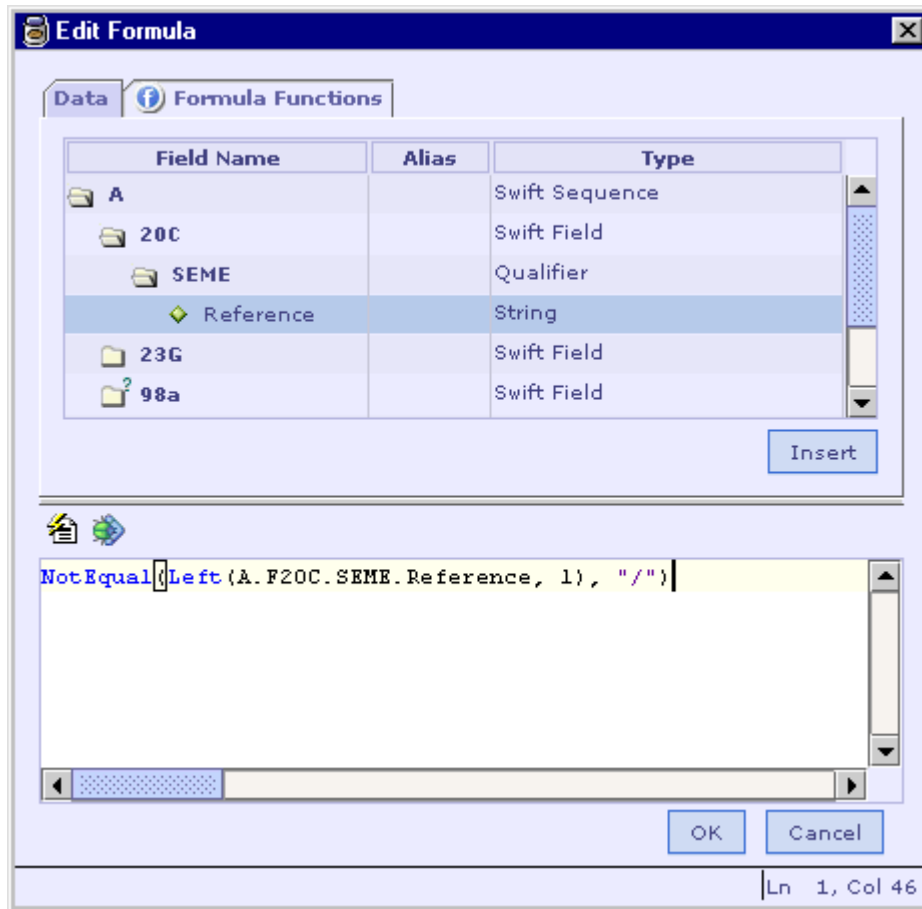 Edit Formula
Data Formula Functions
Field Name Alias Type
A Swift Sequence
20C Swift Field
SEME Qualifier
Reference String
23G Swift Field
98a Swift Field
Insert
NotEqual(Left(A.F20C.SEME.Reference, 1), "/")
OK Cancel
Ln 1, Col 46